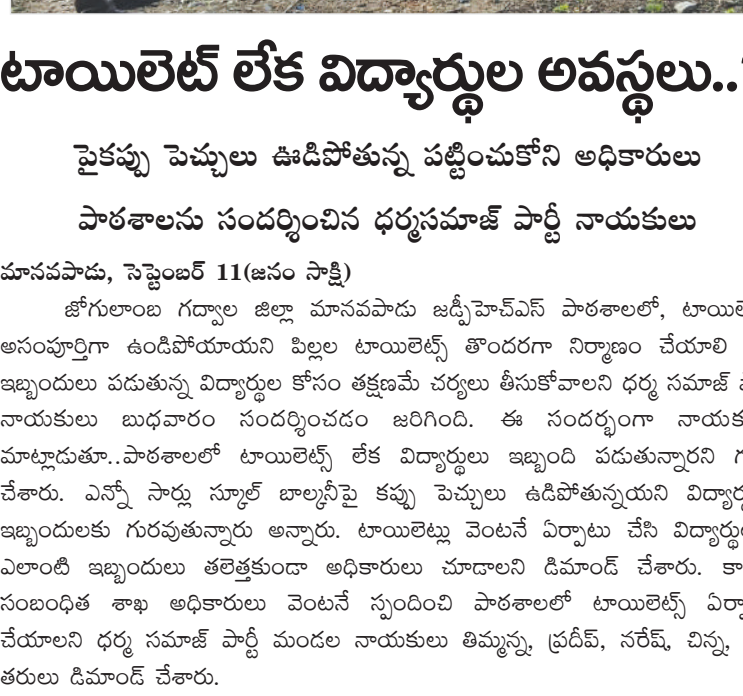 టాయిలెట్ లేక విద్యార్థుల అవస్థలు..
పైకప్పు పెచ్చులు ఊడిపోతున్న పట్టించుకోని అధికారులు
పాఠశాలను సందర్శించిన ధర్మసమాజ్ పార్టీ నాయకులు
మానవపాడు, సెప్టెంబర్ 11(జనం సాక్షి)
జోగులాంబ గద్వాల జిల్లా మానవపాడు జడ్పీహెచ్ఎస్ పాఠశాలలో,
అసంపూర్తిగా ఉండిపోయాయని పిల్లల టాయిలెట్స్ తొందరగా నిర్మాణం చేయాలి
ఇబ్బందులు పడుతున్న విద్యార్థుల కోసం తక్షణమే చర్యలు తీసుకోవాలని ధర్మ సమాజ్
నాయకులు బుధవారం సందర్శించడం జరిగింది. ఈ సందర్భంగా
మాట్లాడుతూ..పాఠశాలలో టాయిలెట్స్ లేక విద్యార్థులు ఇబ్బంది పడుతున్నారని
చేశారు. ఎన్నో సార్లు స్కూల్ బాల్కనీపై కప్పు పెచ్చులు ఉడిపోతున్నయని
ఇబ్బందులకు గురవుతున్నారు అన్నారు. టాయిలెట్లు వెంటనే ఏర్పాటు చేసి
ఎలాంటి ఇబ్బందులు తలెత్తకుండా అధికారులు చూడాలని డిమాండ్ చేశారు.
సంబంధిత శాఖ అధికారులు వెంటనే స్పందించి పాఠశాలలో టాయిలెట్స్
చేయాలని ధర్మ సమాజ్ పార్టీ మండల నాయకులు తిమ్మన్న, ప్రదీప్, నరేష్, చిన్న,
తరులు డిమాండ్ చేశారు.